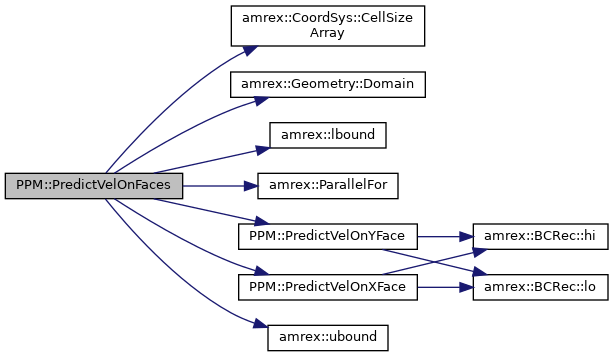 amrex::CoordSys::CellSize
Array
amrex::Geometry::Domain
amrex::lbound
PPM::PredictVelOnFaces
amrex::ParallelFor
PPM::PredictVelOnYFace
amrex::BCRec::hi
PPM::PredictVelOnXFace
amrex::BCRec::lo
amrex::ubound